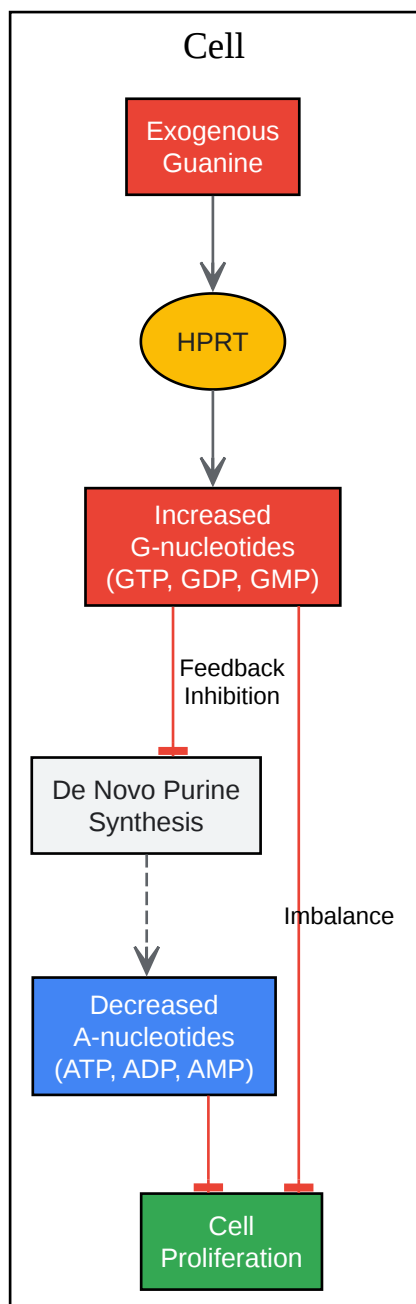 Cell
Exogenous
Guanine
HPRT
Increased
G-nucleotides
(GTP, GDP, GMP)
Feedback
Inhibition
De Novo Purine
Synthesis
Imbalance
Decreased
A-nucleotides
(ATP, ADP, AMP)
Cell
Proliferation